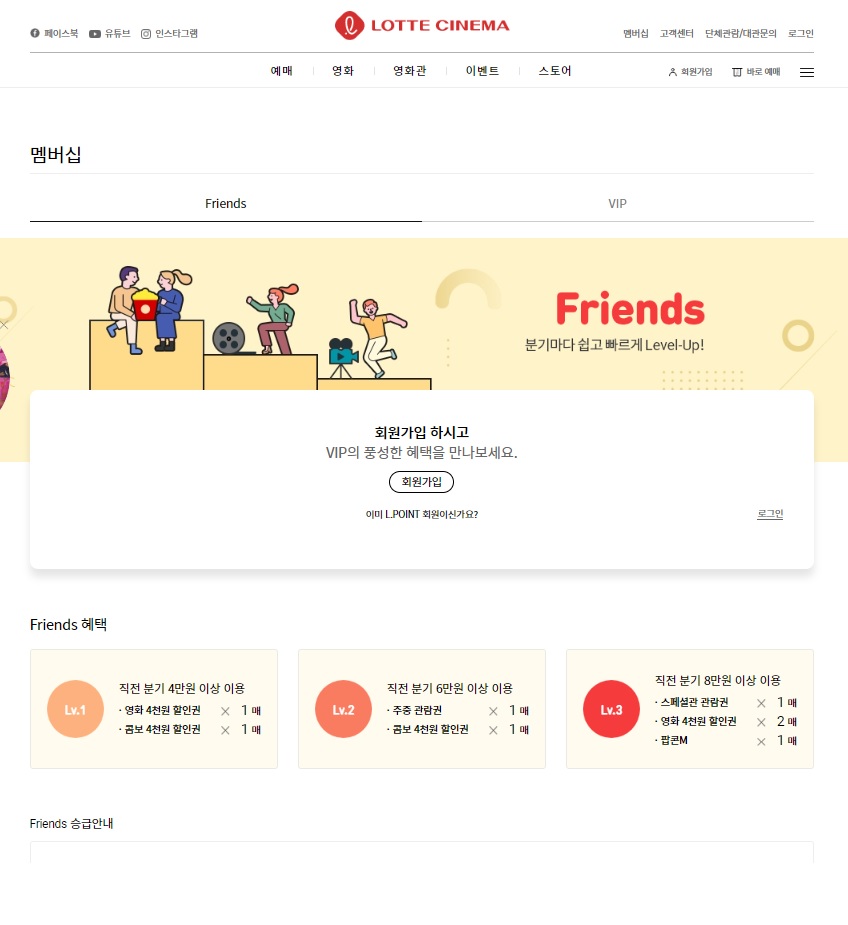 페이스북 유튜브 인스타그램
LOTTE CINEMA
멤버십 고객센터 단체관람/대관문의 로그인
예매 영화 영화관 이벤트 스토어
회원가입 바로 예매
멤버십
Friends VIP
Friends
분기마다 쉽고 빠르게 Level-Up!
회원가입 하시고
VIP의 풍성한 혜택을 만나보세요.
회원가입
이미 L.POINT 회원이신가요? 로그인
Friends 혜택
Lv.1
직전 분기 4만원 이상 이용
· 영화 4천원 할인권 × 1 매
· 콤보 4천원 할인권 × 1 매
Lv.2
직전 분기 6만원 이상 이용
· 주중 관람권 × 1 매
· 콤보 4천원 할인권 × 1 매
Lv.3
직전 분기 8만원 이상 이용
· 스페셜관 관람권 × 1 매
· 영화 4천원 할인권 × 2 매
· 팝콘M × 1 매
Friends 승급안내